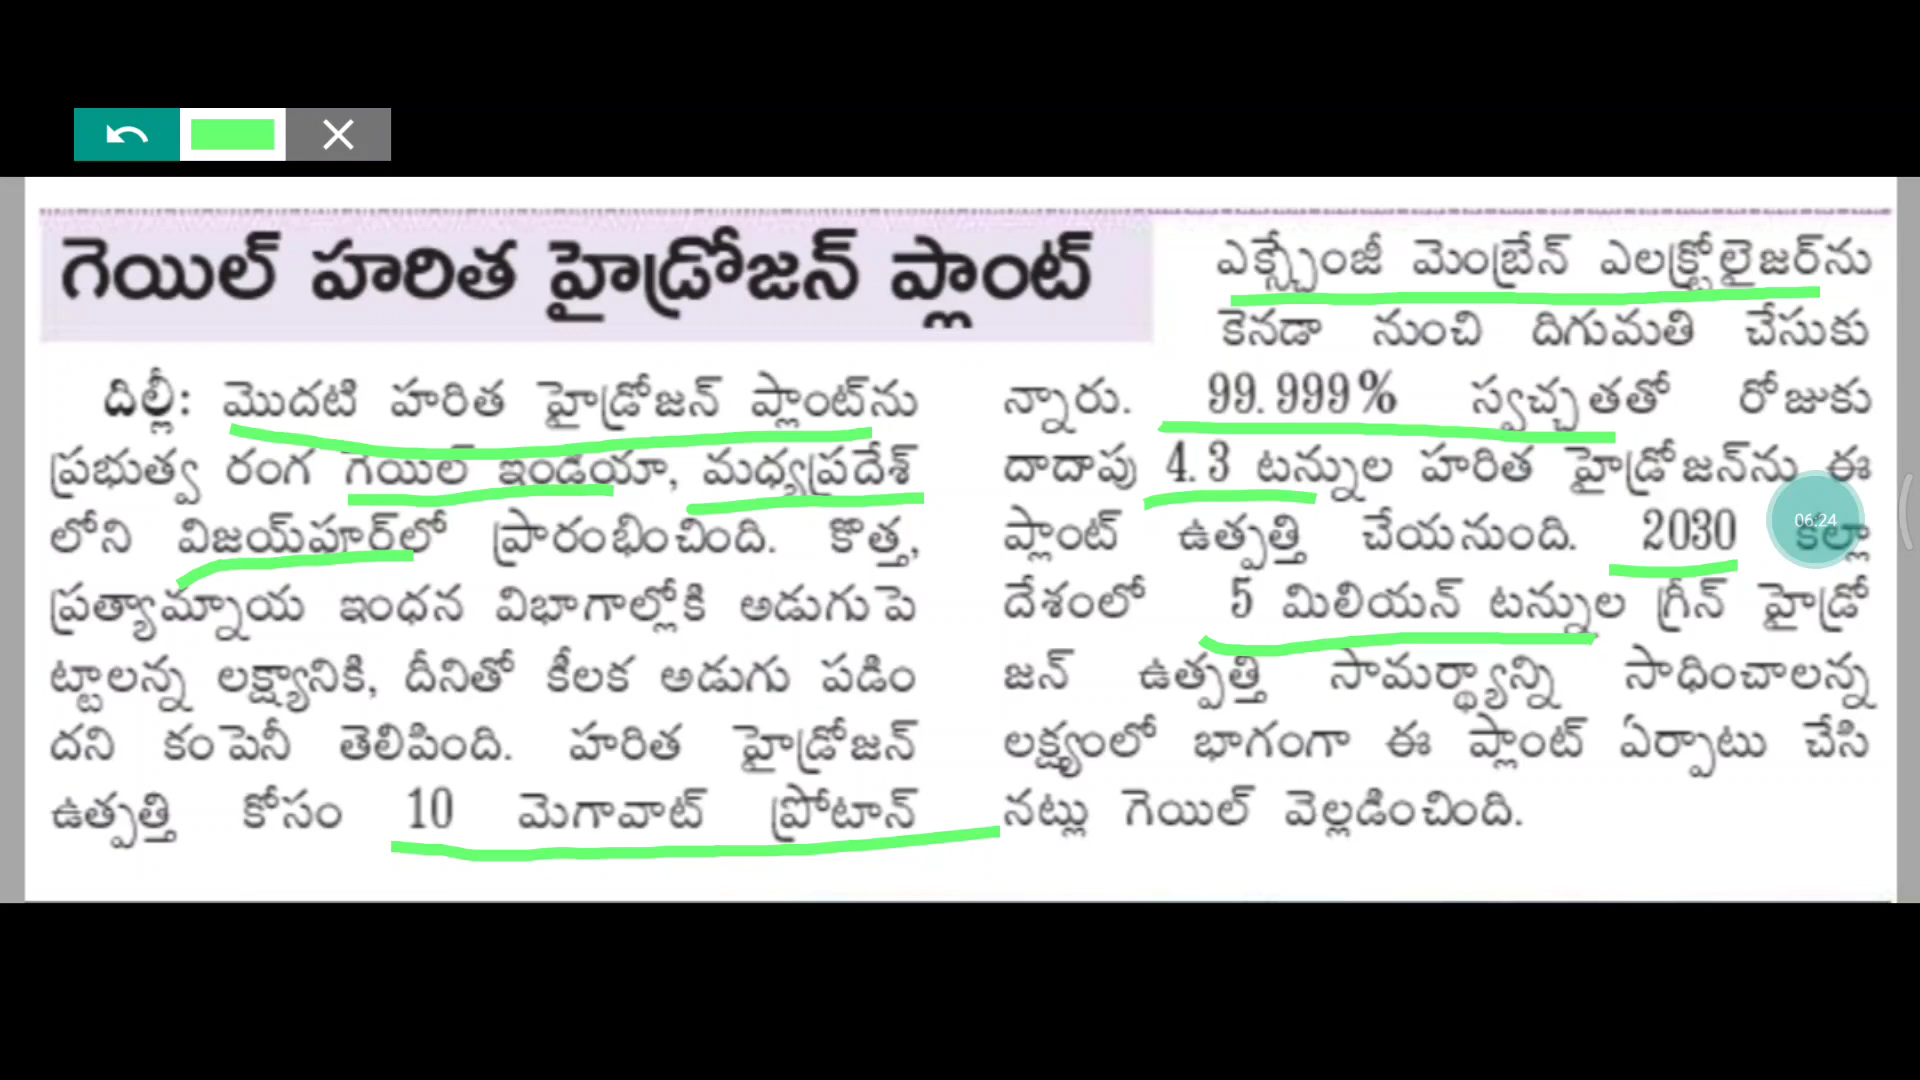 గెయిల్ హరిత హైడ్రోజన్ ప్లాంట్
దిల్లీ: మొదటి హరిత హైడ్రోజన్ ప్లాంట్‌ను
ప్రభుత్వ రంగ గెయిల్ ఇండియా, మధ్యప్రదేశ్
లోని విజయ్‌పూర్‌లో ప్రారంభించింది. కొత్త,
ప్రత్యామ్నాయ ఇంధన విభాగాల్లోకి అడుగుపె
ట్టాలన్న లక్ష్యానికి, దీనితో కీలక అడుగు పడిం
దని కంపెనీ తెలిపింది. హరిత హైడ్రోజన్
ఉత్పత్తి కోసం 10 మెగావాట్ ప్రోటాన్
ఎక్స్ఛేంజీ మెంబ్రేన్ ఎలక్ట్రోలైజర్‌ను
కెనడా నుంచి దిగుమతి చేసుకు
న్నారు. 99.999% స్వచ్ఛతతో రోజుకు
దాదాపు 4.3 టన్నుల హరిత హైడ్రోజన్‌ను ఈ
ప్లాంట్ ఉత్పత్తి చేయనుంది. 2030 కల్లా
దేశంలో 5 మిలియన్ టన్నుల గ్రీన్ హైడ్రో
జన్ ఉత్పత్తి సామర్థ్యాన్ని సాధించాలన్న
లక్ష్యంలో భాగంగా ఈ ప్లాంట్ ఏర్పాటు చేసి
నట్లు గెయిల్ వెల్లడించింది.
06:24